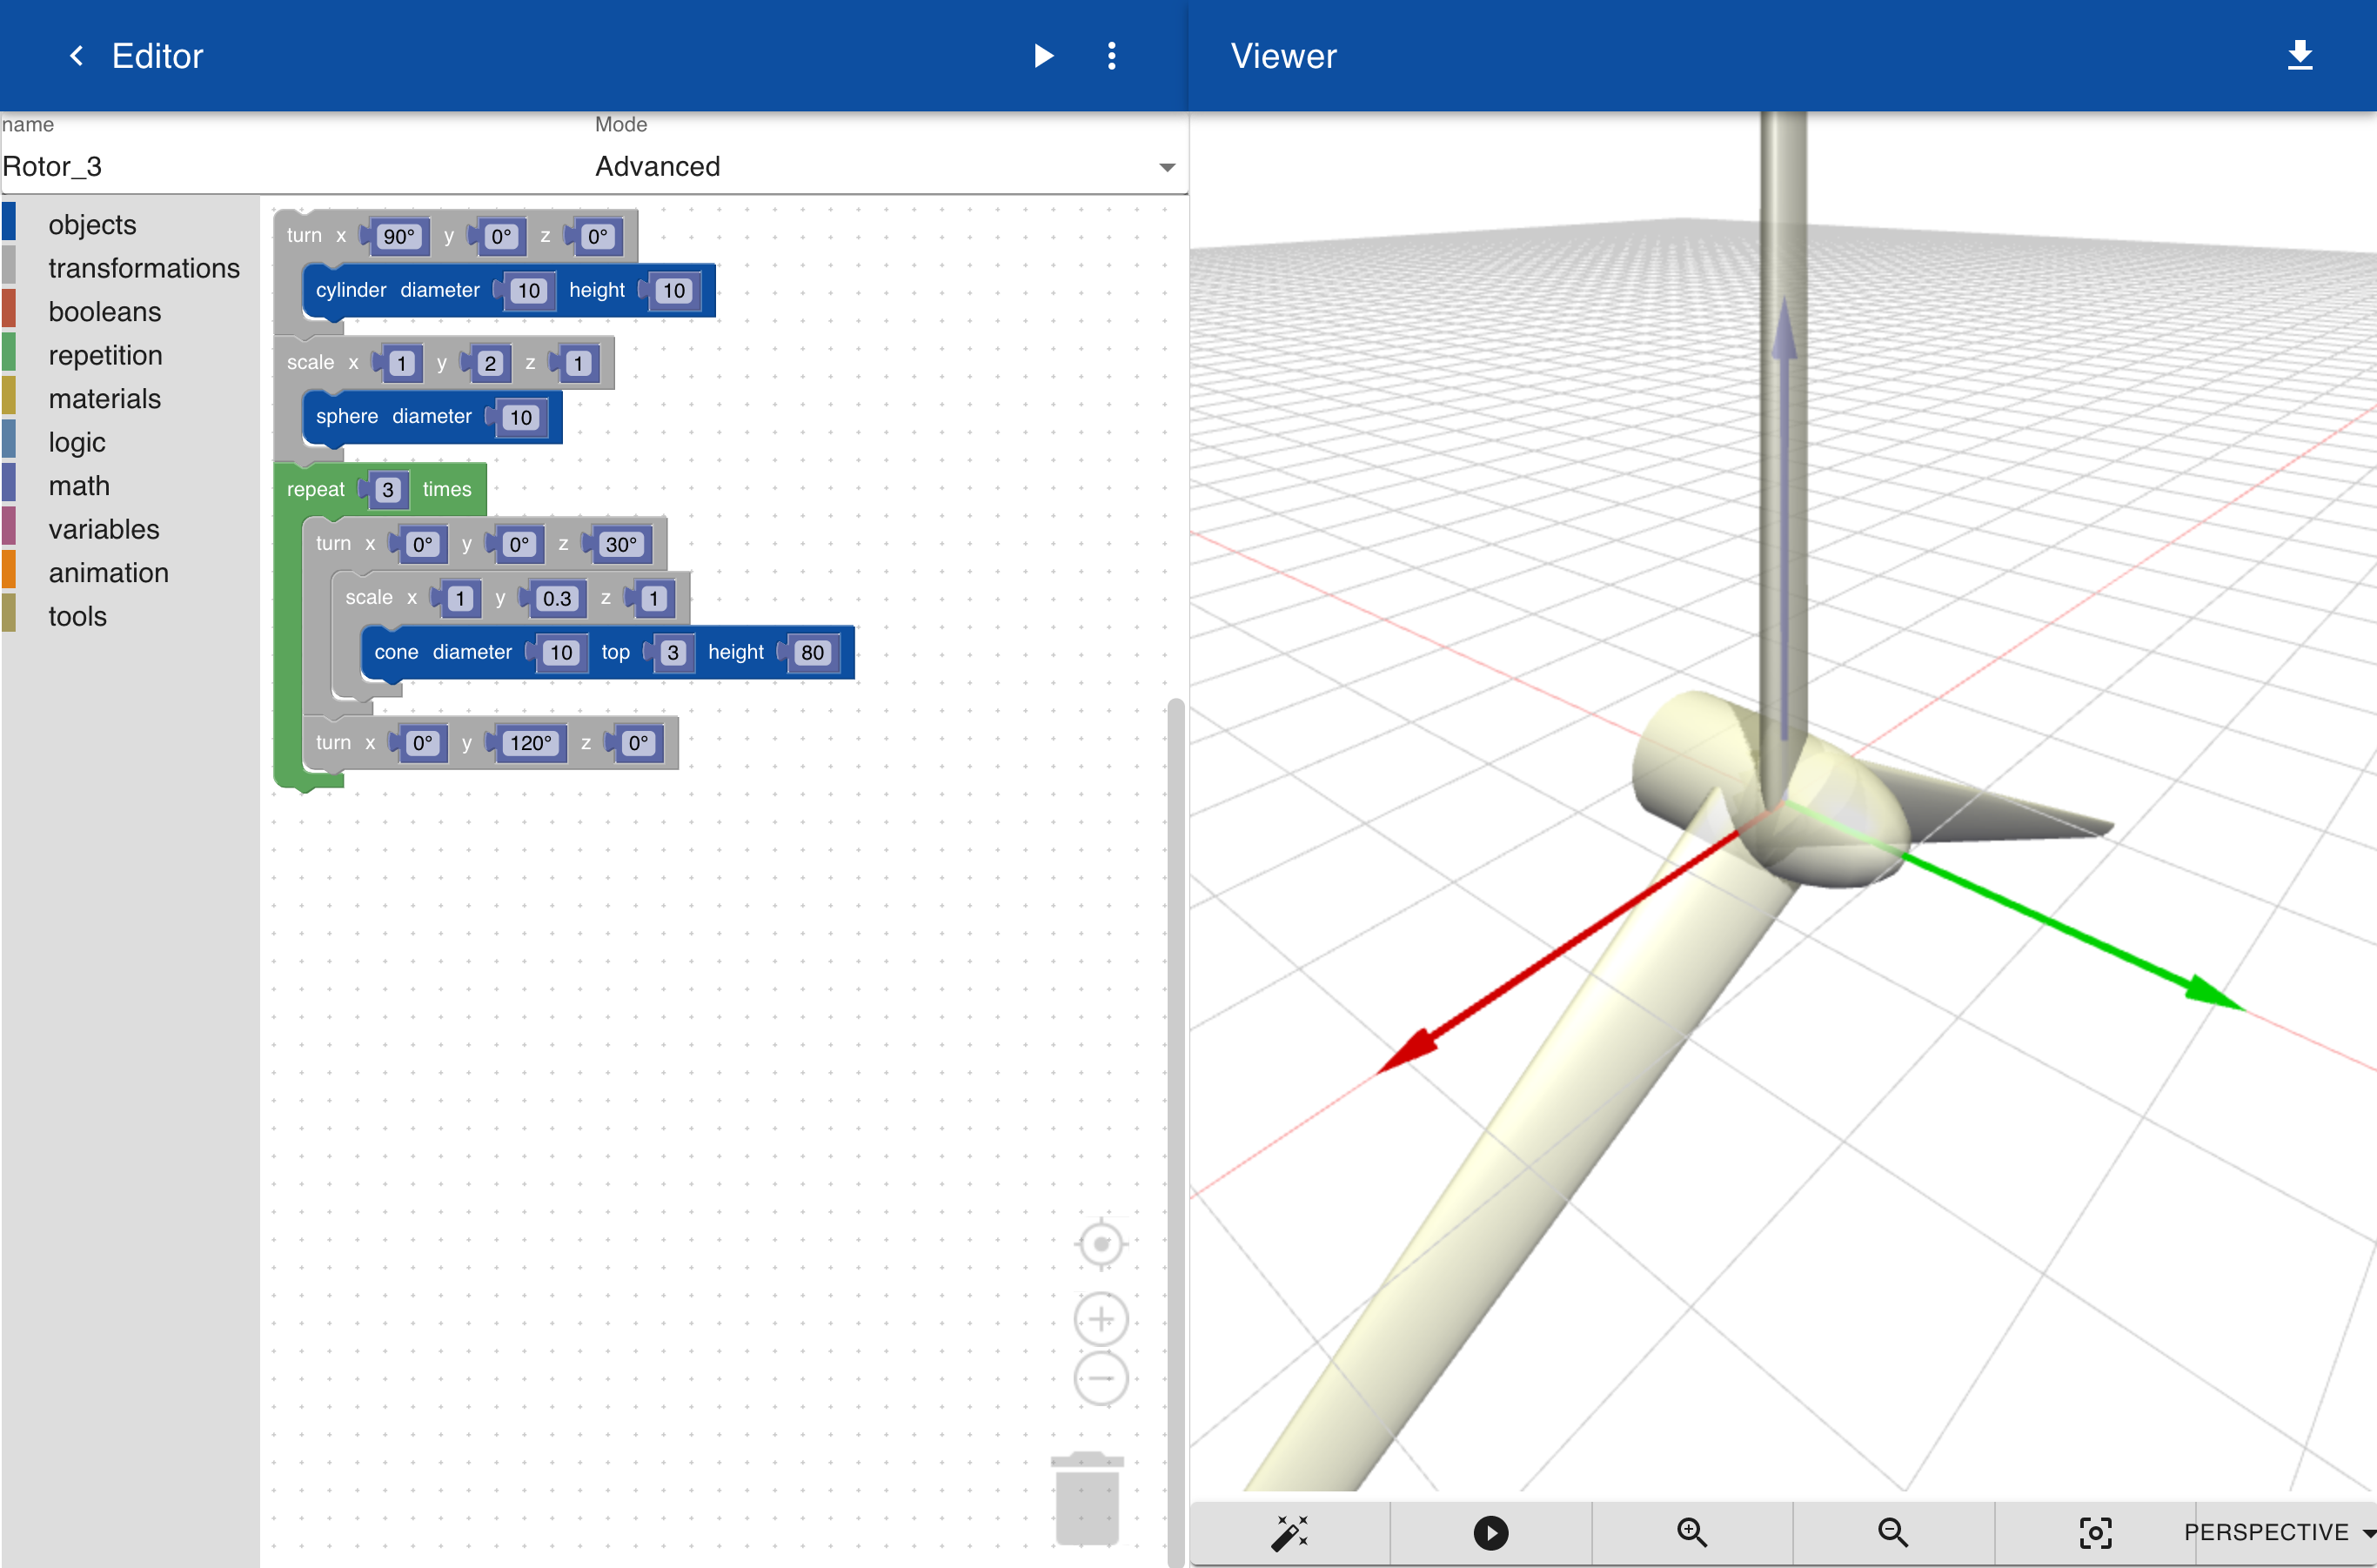 Editor
Viewer
name
Mode
Rotor_3
Advanced
objects
transformations
booleans
repetition
materials
logic
math
variables
animation
tools
turn x 90° y 0° z 0°
cylinder diameter 10 height 10
scale x 1 y 2 z 1
sphere diameter 10
repeat 3 times
turn x 0° y 0° z 30°
scale x 1 y 0.3 z 1
cone diameter 10 top 3 height 80
turn x 0° y 120° z 0°
PERSPECTIVE